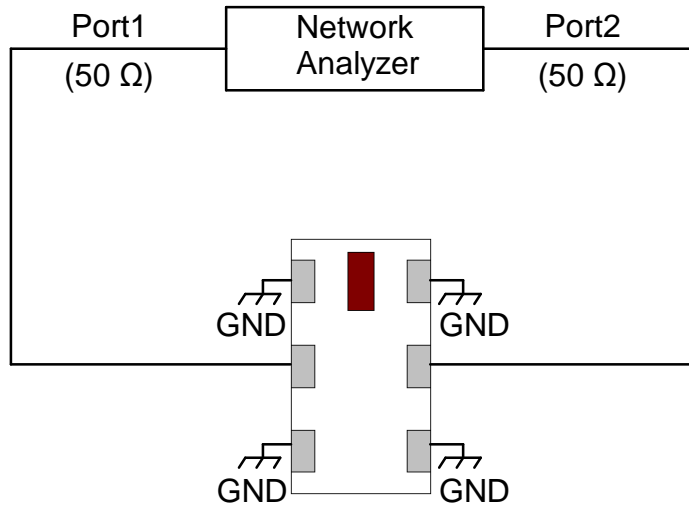 Port1
Network
Analyzer
Port2
(50 Ω)
(50 Ω)
GND
GND
GND
GND